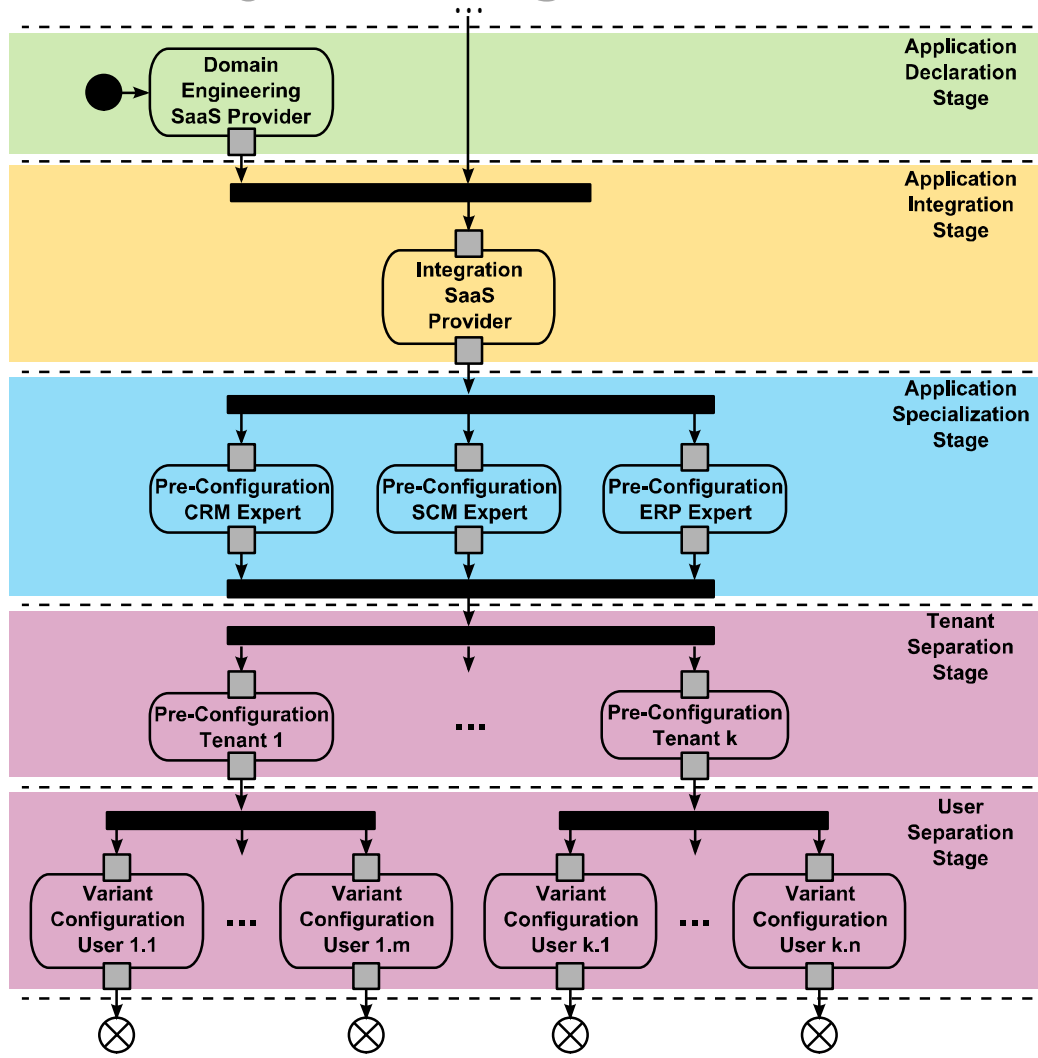 ...
Application
Declaration
Stage
Domain
Engineering
SaaS Provider
Application
Integration
Stage
Integration
SaaS
Provider
Application
Specialization
Stage
Pre-Configuration
CRM Expert
Pre-Configuration
SCM Expert
Pre-Configuration
ERP Expert
Tenant
Separation
Stage
Pre-Configuration
Tenant 1
...
Pre-Configuration
Tenant k
User
Separation
Stage
Variant
Configuration
User 1.1
...
Variant
Configuration
User 1.m
Variant
Configuration
User k.1
...
Variant
Configuration
User k.n